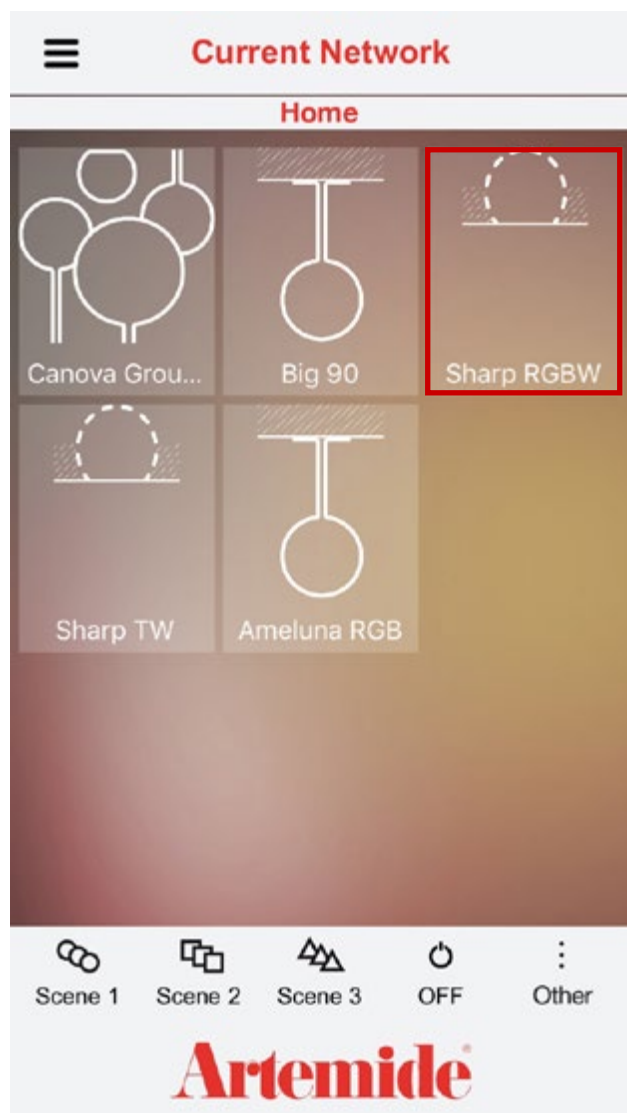 Current Network
Home
Canova Grou...
Big 90
Sharp RGBW
Sharp TW
Ameluna RGB
Scene 1
Scene 2
Scene 3
OFF
Other
Artemide®